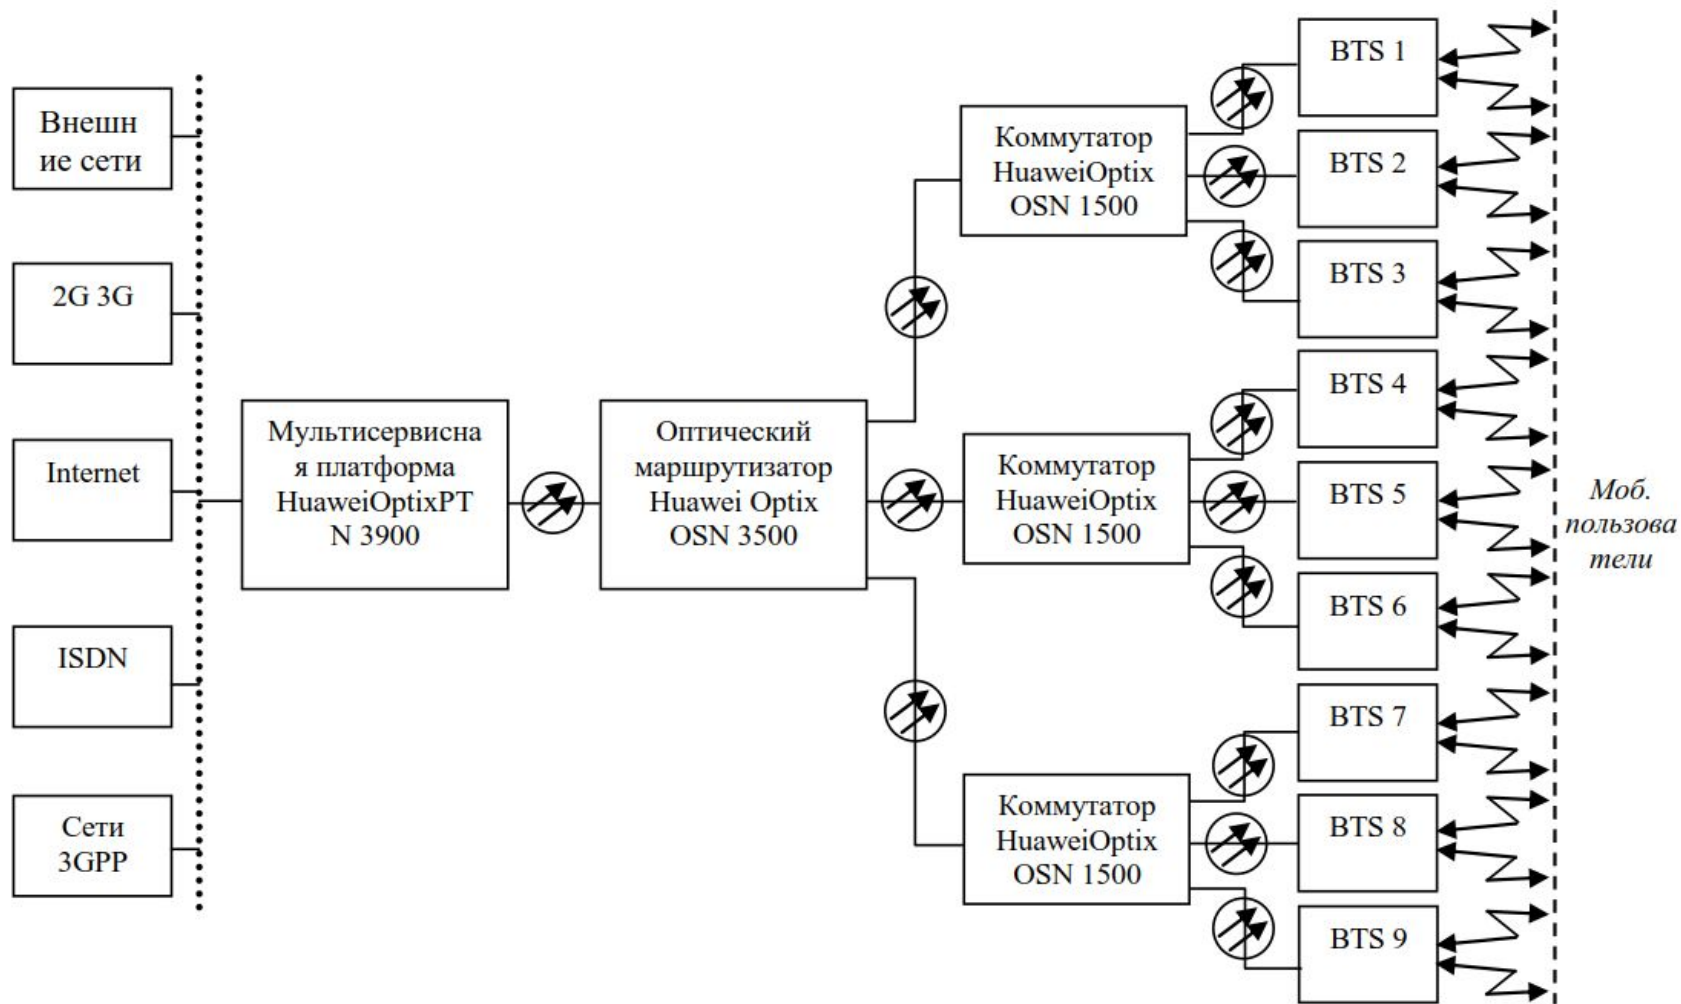 Внешн
ие сети
2G 3G
Internet
ISDN
Сети
3GPP
Мультисервисна
я платформа
HuaweiOptixPT
N 3900
Оптический
маршрутизатор
Huawei Optix
OSN 3500
Коммутатор
HuaweiOptix
OSN 1500
Коммутатор
HuaweiOptix
OSN 1500
Коммутатор
HuaweiOptix
OSN 1500
BTS 1
BTS 2
BTS 3
BTS 4
BTS 5
BTS 6
BTS 7
BTS 8
BTS 9
Моб.
пользова
тели